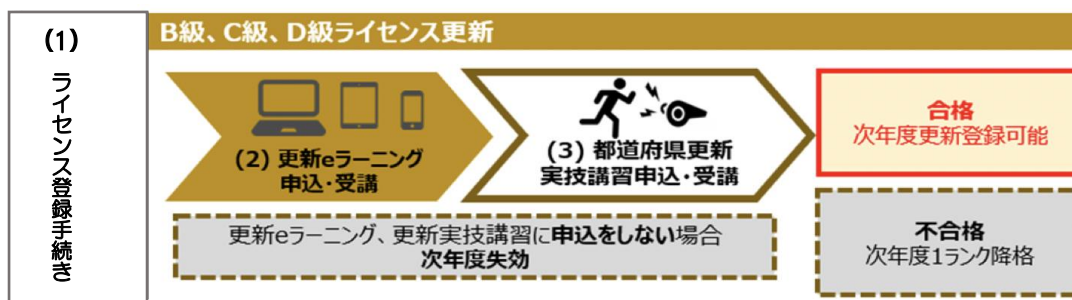 (1)
ライセンス登録手続き
B級、C級、D級ライセンス更新
(2) 更新eラーニング
申込・受講
(3) 都道府県更新
実技講習申込・受講
合格
次年度更新登録可能
更新eラーニング、更新実技講習に申込をしない場合
次年度失効
不合格
次年度1ランク降格